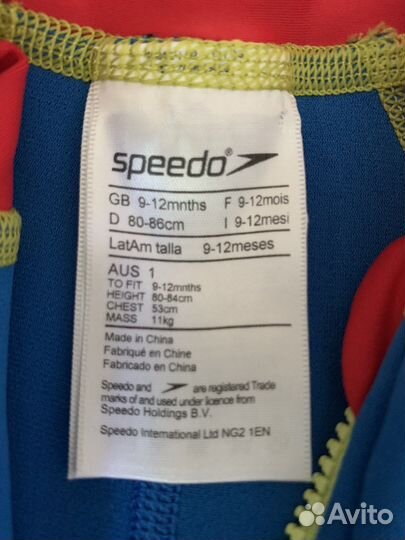 speedo
GB 9-12mnths F 9-12mois
D 80-86cm I 9-12mesi
LatAm talla 9-12meses
AUS 1
TO FIT 9-12mnths
HEIGHT 80-84cm
CHEST 53cm
MASS 11kg
Made in China
Fabriqué en Chine
Fabricado en China
Speedo and are registered Trade
marks of and used under licence from
Speedo Holdings B.V.
Speedo International Ltd NG2 1EN
Avito